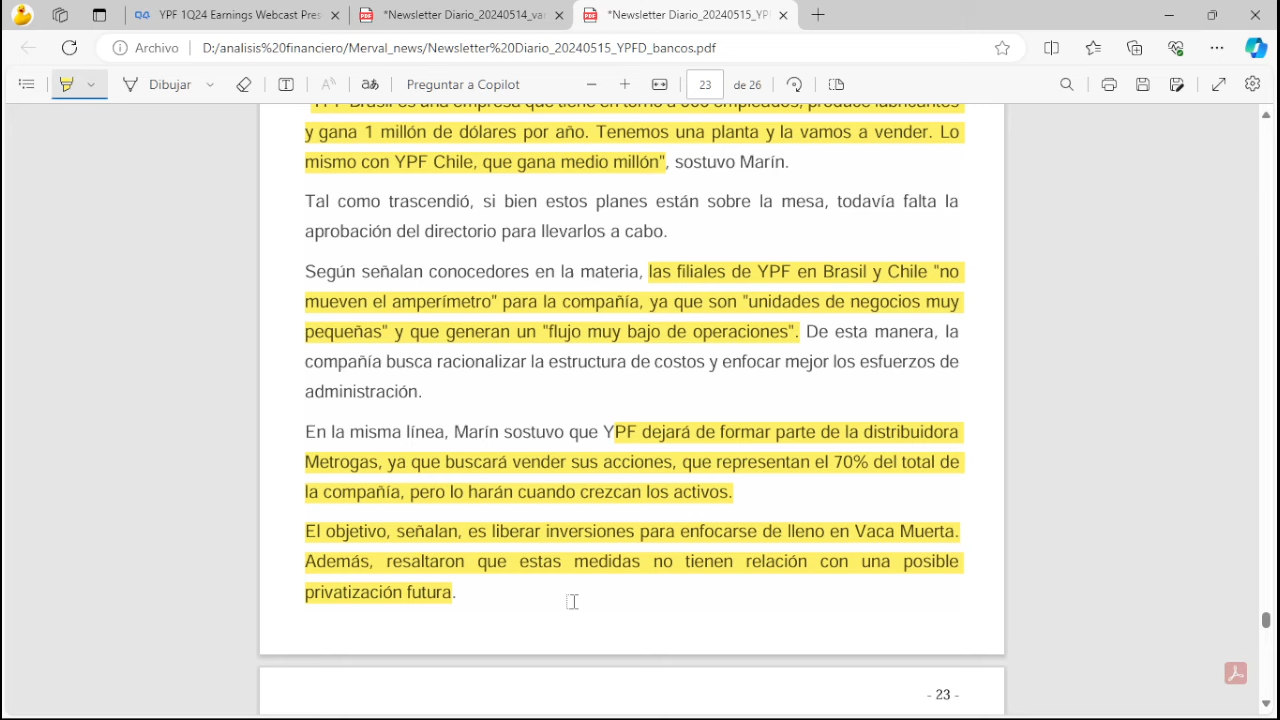 YPF 1Q24 Earnings Webcast Pres
*Newsletter Diario_20240514_va
*Newsletter Diario_20240515_YP
Archivo
D:/analisis%20financiero/Merval_news/Newsletter%20Diario_20240515_YPFD_bancos.pdf
Dibujar
Preguntar a Copilot
23
de 26
y gana 1 millón de dólares por año. Tenemos una planta y la vamos a vender. Lo
mismo con YPF Chile, que gana medio millón", sostuvo Marín.
Tal como trascendió, si bien estos planes están sobre la mesa, todavía falta la
aprobación del directorio para llevarlos a cabo.
Según señalan conocedores en la materia, las filiales de YPF en Brasil y Chile "no
mueven el amperímetro" para la compañía, ya que son "unidades de negocios muy
pequeñas" y que generan un "flujo muy bajo de operaciones". De esta manera, la
compañía busca racionalizar la estructura de costos y enfocar mejor los esfuerzos de
administración.
En la misma línea, Marín sostuvo que YPF dejará de formar parte de la distribuidora
Metrogas, ya que buscará vender sus acciones, que representan el 70% del total de
la compañía, pero lo harán cuando crezcan los activos.
El objetivo, señalan, es liberar inversiones para enfocarse de lleno en Vaca Muerta.
Además, resaltaron que estas medidas no tienen relación con una posible
privatización futura.
- 23 -